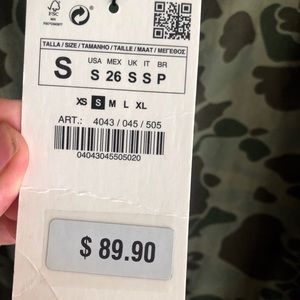 FSC
TALLA / SIZE / TAMANHO / TAILLE / MAAT / ΜΕΓΕΘΟΣ
S
USA MEX UK IT BR
S 26 S S P
XS S M L XL
ART.: 4043 / 045 / 505
04043045505020
$ 89.90